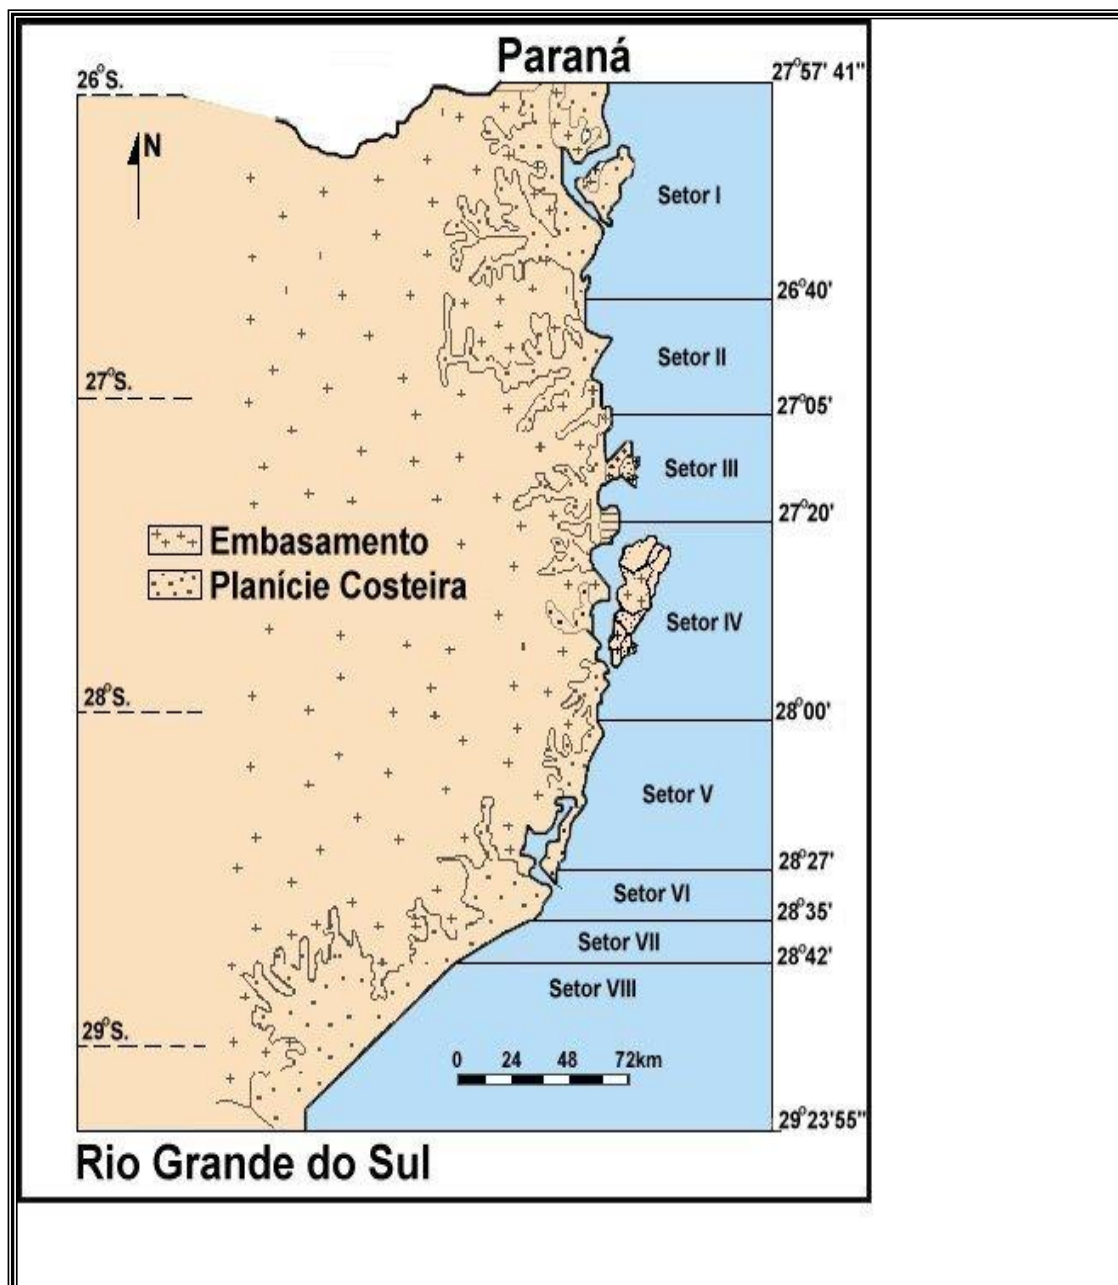 Paraná
26°S.
27°57' 41"
N
Setor I
26°40'
Setor II
27°S.
27°05'
Setor III
27°20'
Embasamento
Planície Costeira
Setor IV
28°S.
28°00'
Setor V
28°27'
Setor VI
28°35'
Setor VII
28°42'
Setor VIII
29°S.
0 24 48 72km
29°23'55"
Rio Grande do Sul